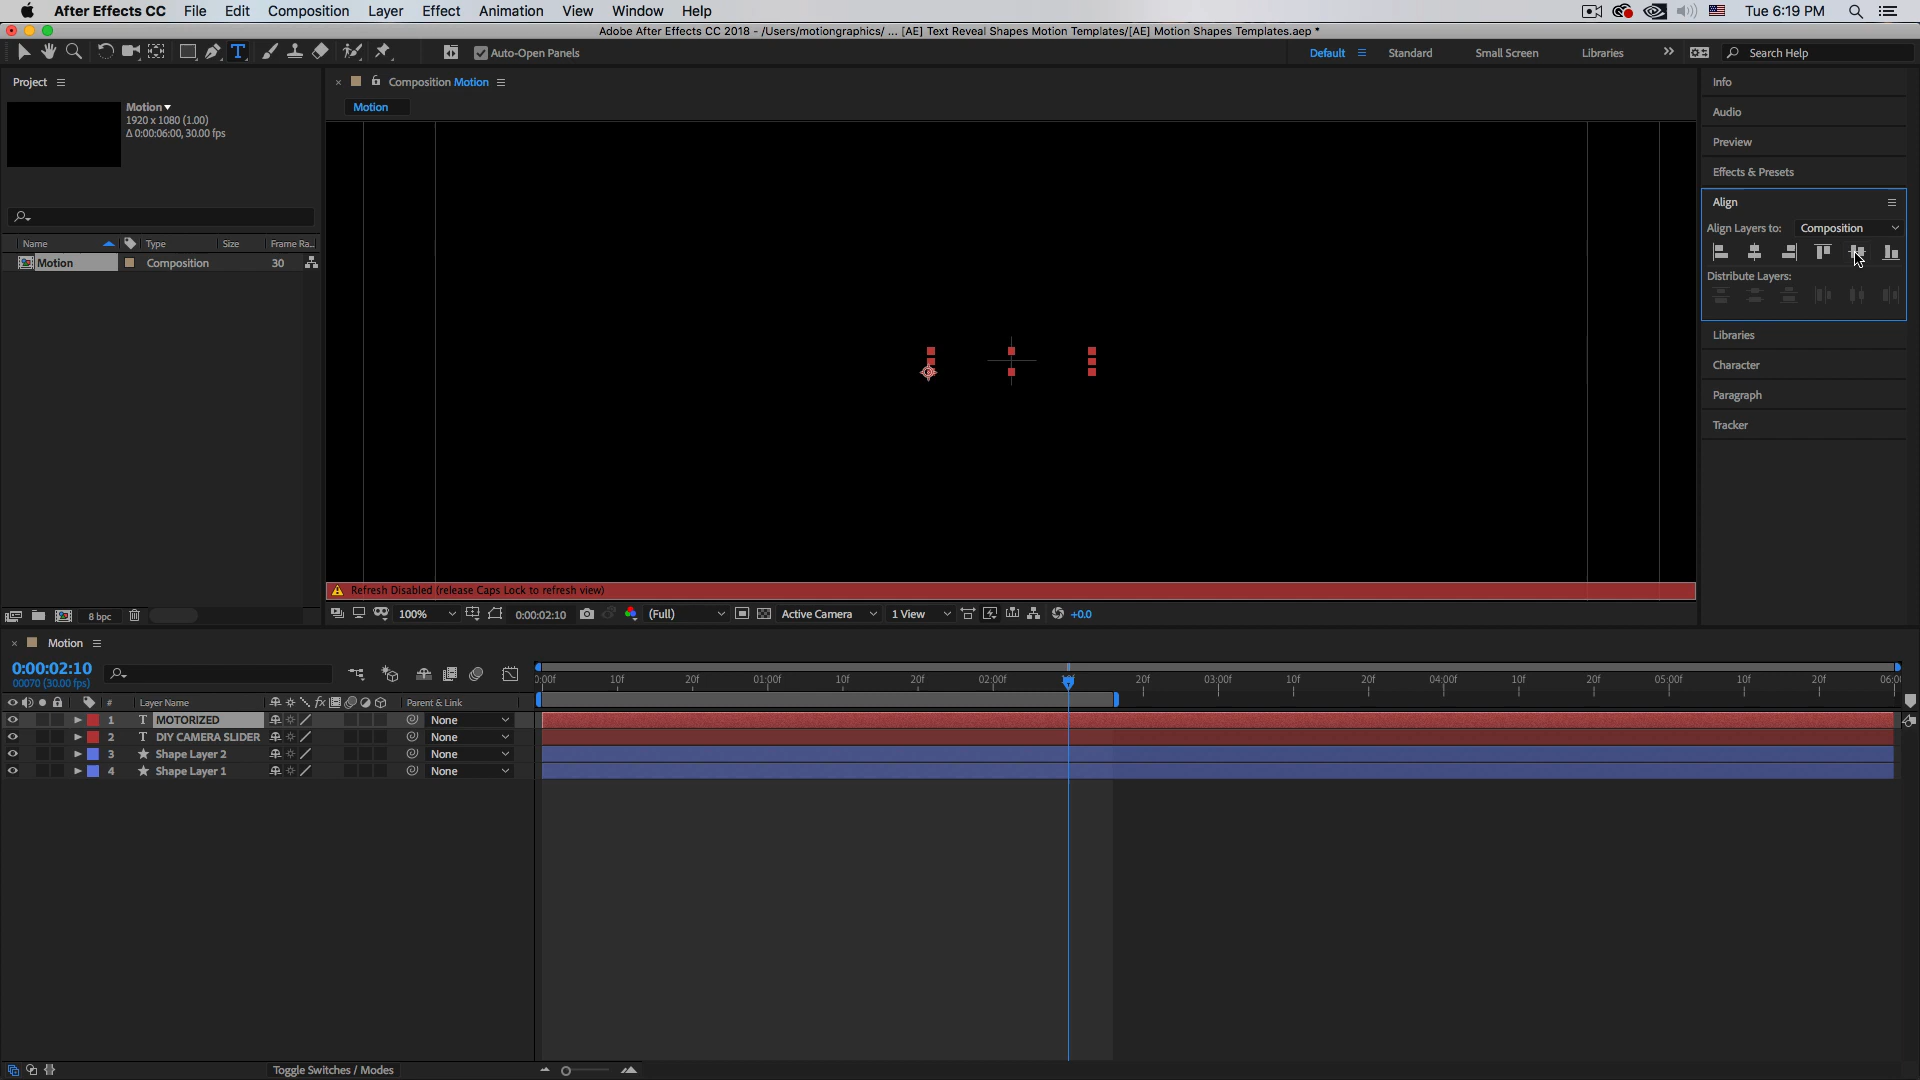 After Effects CC File Edit Composition Layer Effect Animation View Window Help Tue 6:19 PM
Adobe After Effects CC 2018 - /Users/motiongraphics/ ... [AE] Text Reveal Shapes Motion Templates/[AE] Motion Shapes Templates.aep *
T Auto-Open Panels Default Standard Small Screen Libraries Search Help
Project
Composition Motion
Motion
Motion
1920 x 1080 (1.00)
Δ 0:00:06:00, 30.00 fps
Name Type Size Frame Ra...
Motion Composition 30
Info
Audio
Preview
Effects & Presets
Align
Align Layers to: Composition
Distribute Layers:
Libraries
Character
Paragraph
Tracker
Refresh Disabled (release Caps Lock to refresh view)
8 bpc 100% 0:00:02:10 (Full) Active Camera 1 View +0.0
Motion
0:00:02:10
00070 (30.00 fps)
10f 20f 01:00f 10f 20f 02:00f 20f 03:00f 10f 20f 04:00f 10f 20f 05:00f 10f 20f
# Layer Name fx Parent & Link
1 T MOTORIZED None
2 T DIY CAMERA SLIDER None
3 Shape Layer 2 None
4 Shape Layer 1 None
Toggle Switches / Modes